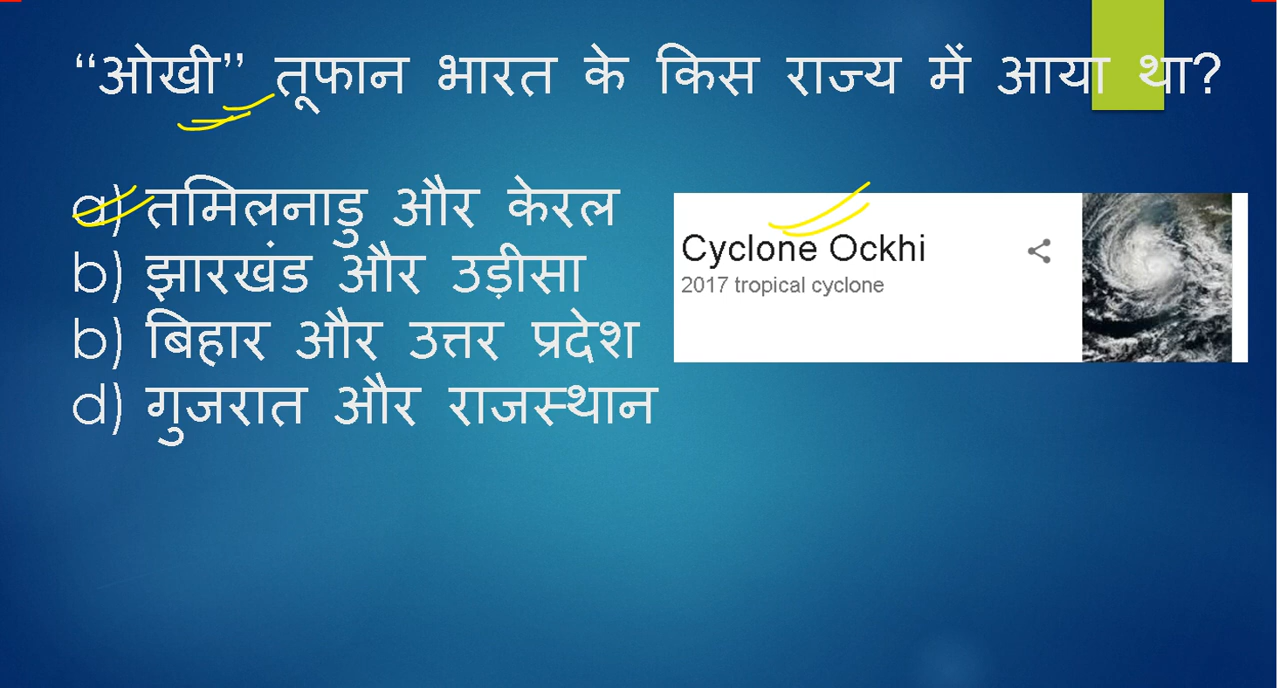 “ओखी” तूफान भारत के किस राज्य में आया था?
a) तमिलनाडु और केरल
b) झारखंड और उड़ीसा
b) बिहार और उत्तर प्रदेश
d) गुजरात और राजस्थान
Cyclone Ockhi
2017 tropical cyclone